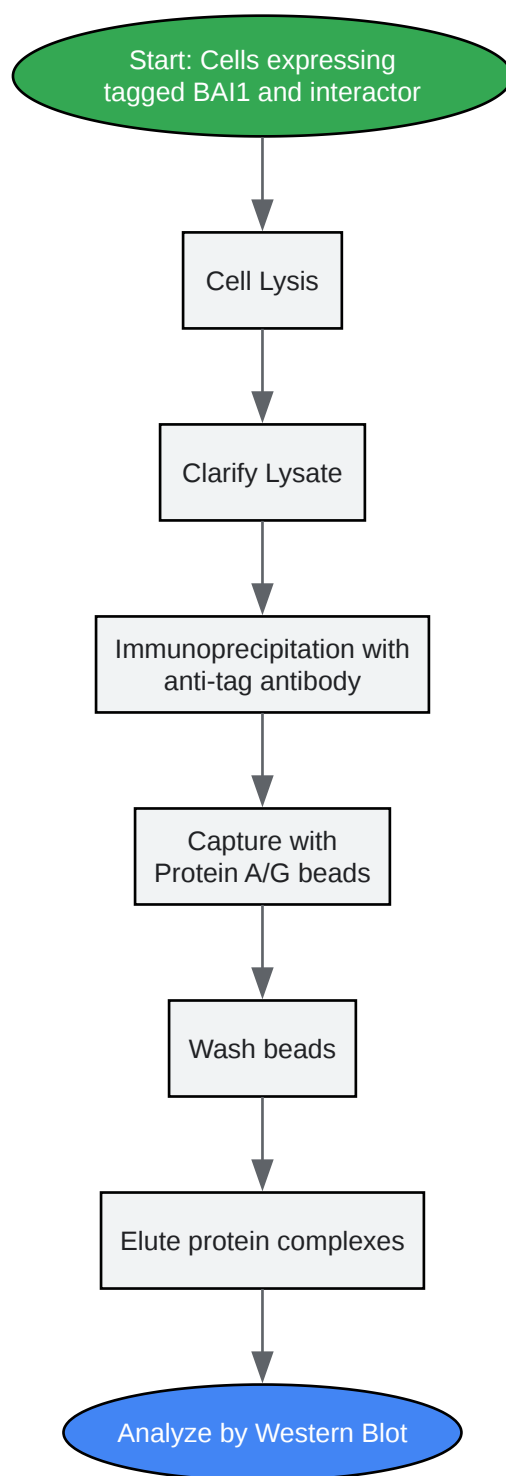 Start: Cells expressing
tagged BAI1 and interactor
Cell Lysis
Clarify Lysate
Immunoprecipitation with
anti-tag antibody
Capture with
Protein A/G beads
Wash beads
Elute protein complexes
Analyze by Western Blot